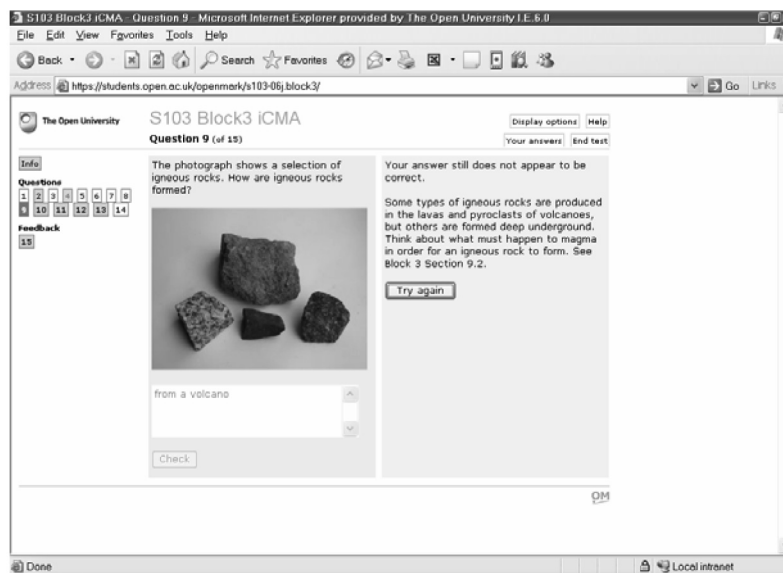 S103 Block3 iCMA - Question 9 - Microsoft Internet Explorer provided by The Open University I.E.6.0
File Edit View Favorites Tools Help
Back Search Favorites
Address https://students.open.ac.uk/openmark/s103-06j.block3/ Go Links
The Open University
S103 Block3 iCMA
Question 9 (of 15)
Display options Help
Your answers End test
Info
Questions
1 2 3 4 5 6 7 8
9 10 11 12 13 14
Feedback
15
The photograph shows a selection of
igneous rocks. How are igneous rocks
formed?
from a volcano
Check
Your answer still does not appear to be
correct.
Some types of igneous rocks are produced
in the lavas and pyroclasts of volcanoes,
but others are formed deep underground.
Think about what must happen to magma
in order for an igneous rock to form. See
Block 3 Section 9.2.
Try again
OM
Done Local intranet